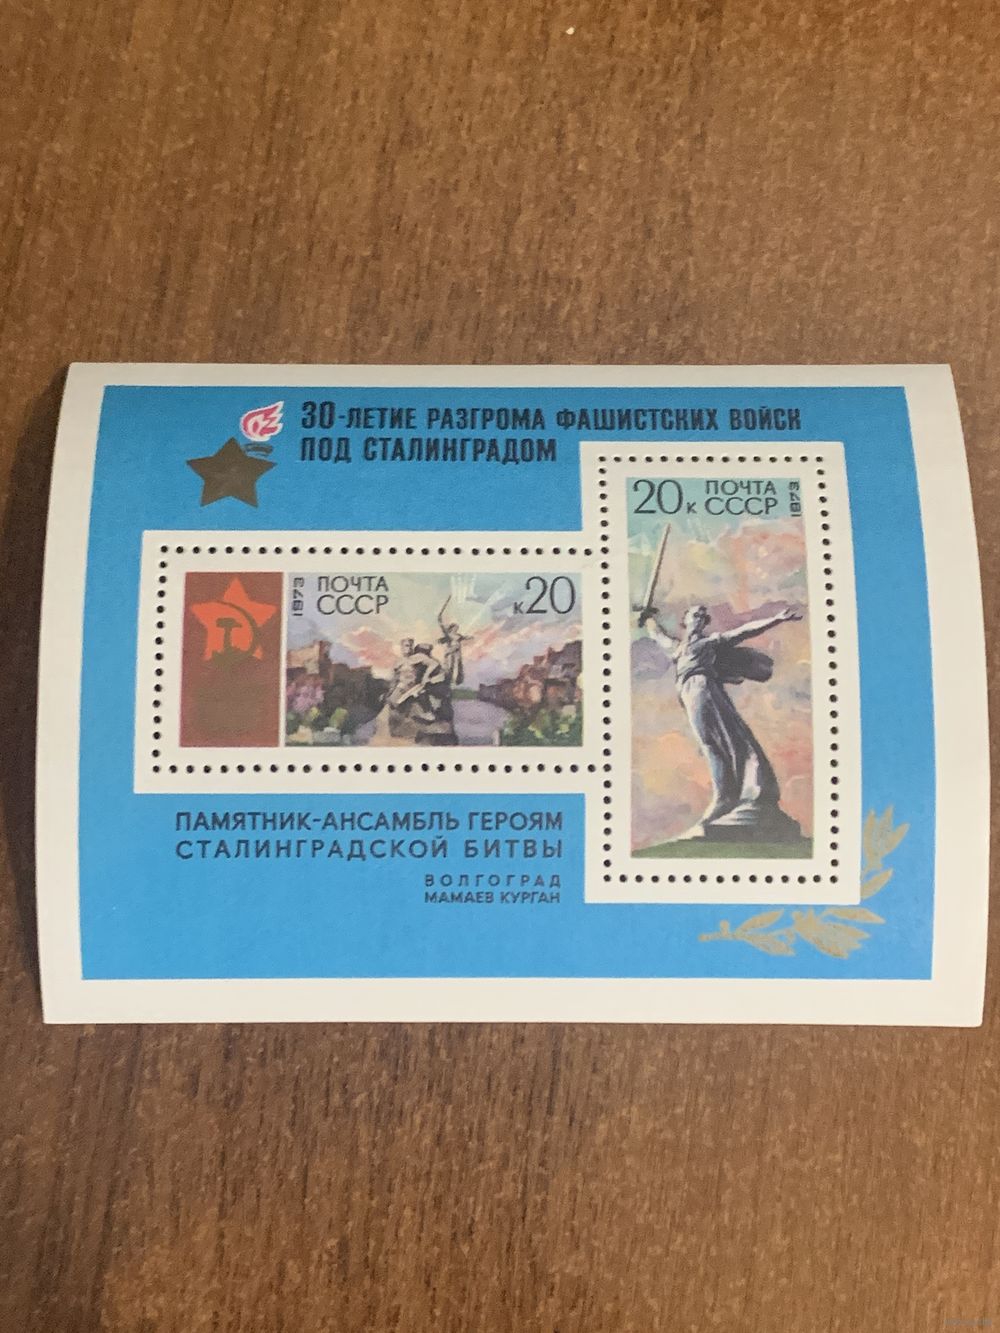 30-ЛЕТИЕ РАЗГРОМА ФАШИСТСКИХ ВОЙСК
ПОД СТАЛИНГРАДОМ
20к ПОЧТА
СССР
1973
1973
ПОЧТА
СССР
к20
ПАМЯТНИК-АНСАМБЛЬ ГЕРОЯМ
СТАЛИНГРАДСКОЙ БИТВЫ
ВОЛГОГРАД
МАМАЕВ КУРГАН